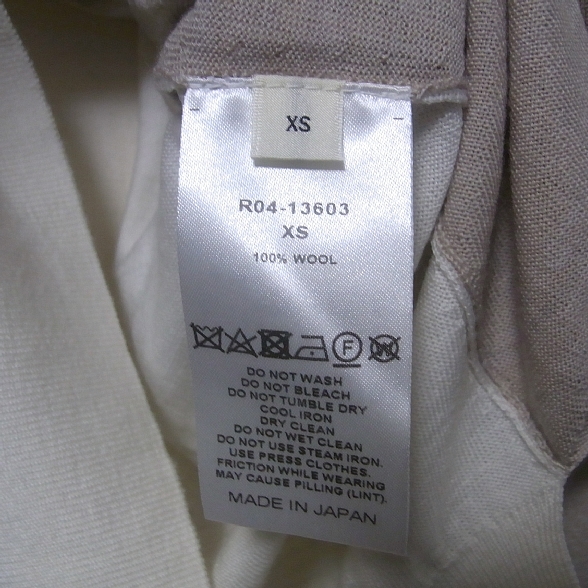 XS
R04-13603
XS
100% WOOL
F
W
DO NOT WASH
DO NOT BLEACH
DO NOT TUMBLE DRY
COOL IRON
DRY CLEAN
DO NOT WET CLEAN
DO NOT USE STEAM IRON.
USE PRESS CLOTHES.
FRICTION WHILE WEARING
MAY CAUSE PILLING (LINT).
MADE IN JAPAN